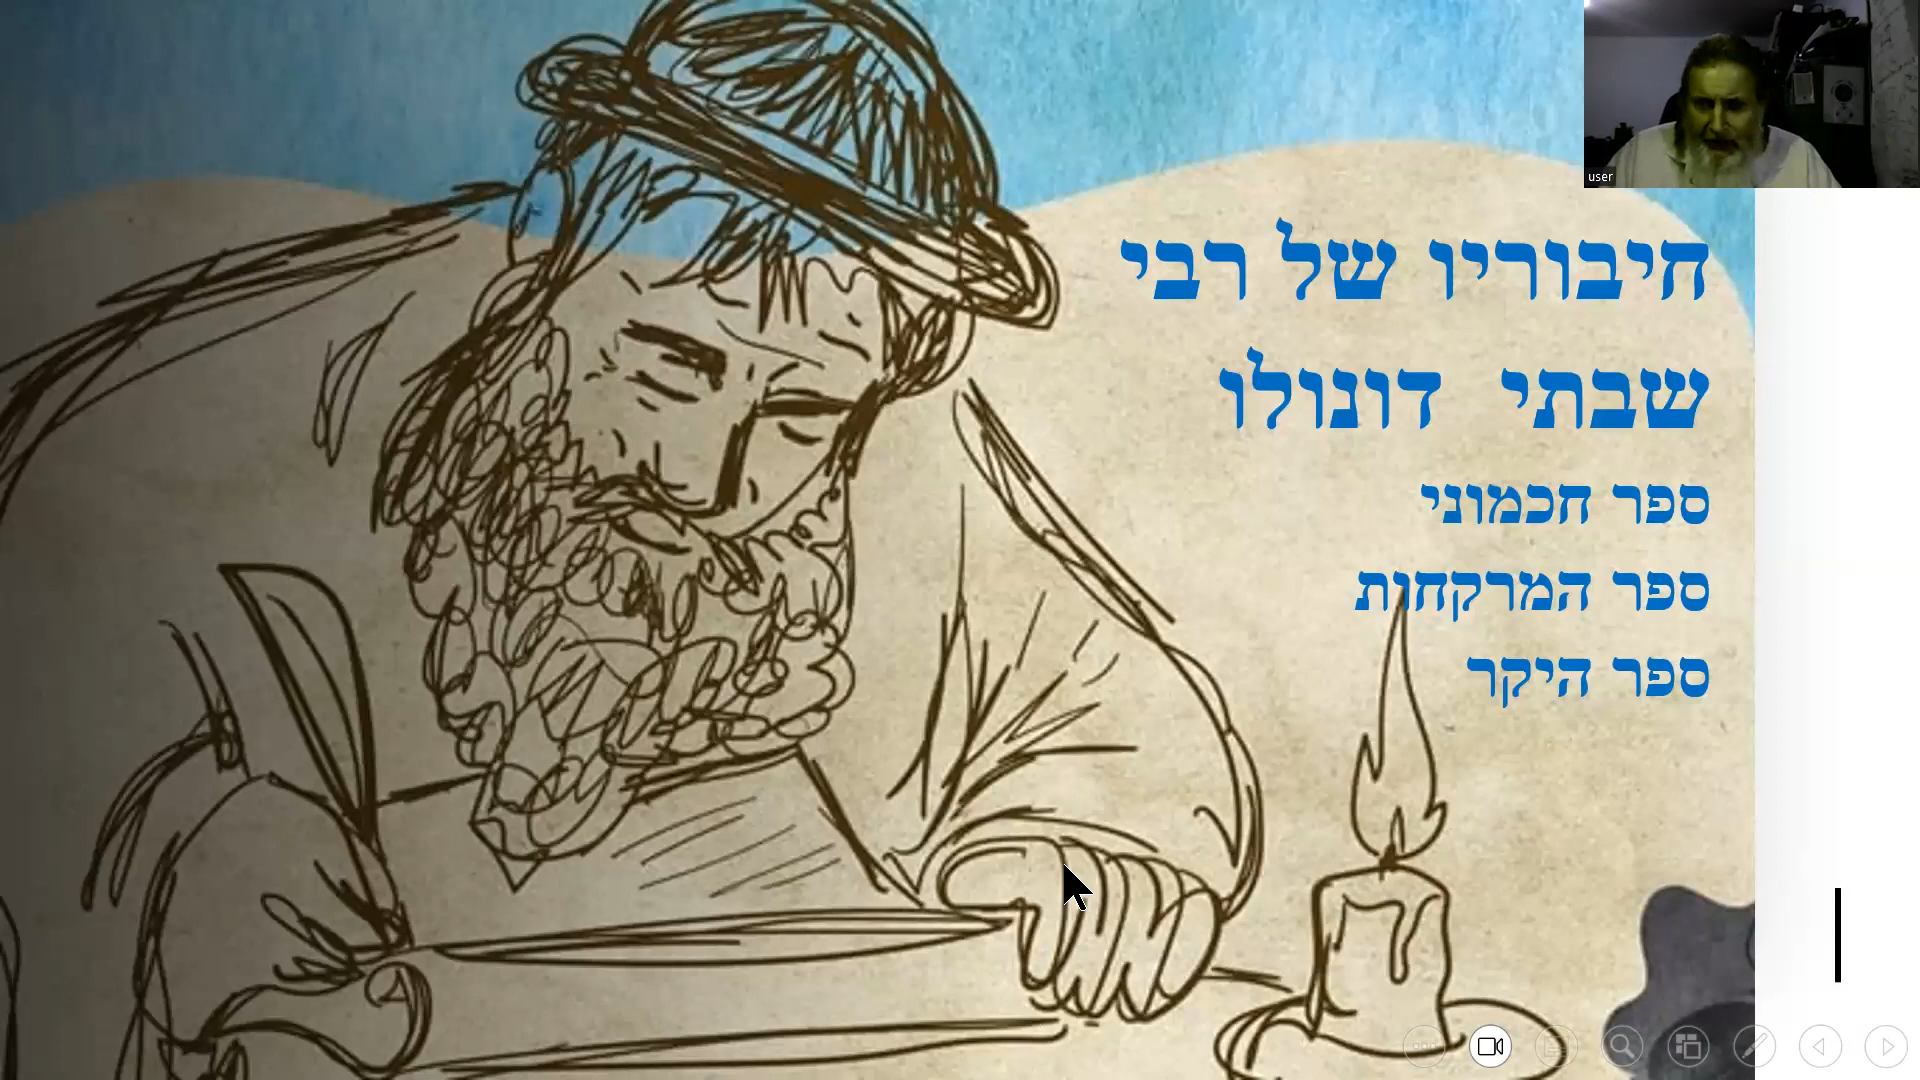 user
חיבוריו של רבי
שבתי דונולו
ספר חכמוני
ספר המרקחות
ספר היקר